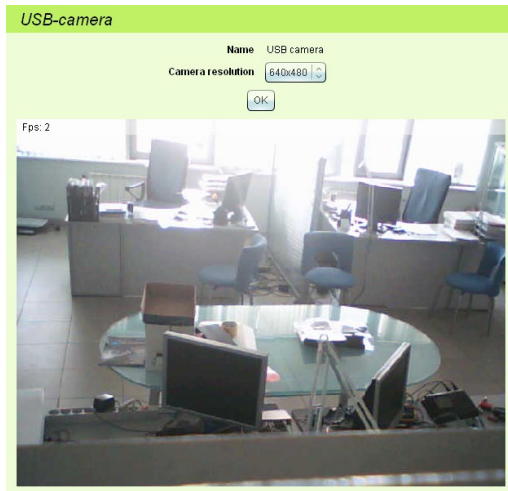 USB-camera
Name USB camera
Camera resolution 640x480
OK
Fps: 2